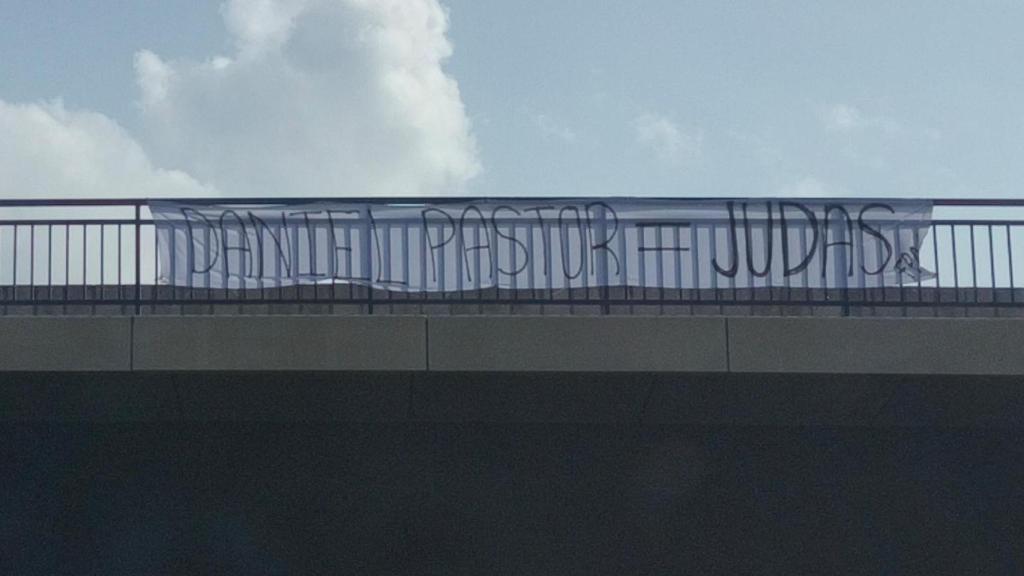 DANIEL PASTOR = JUDAS